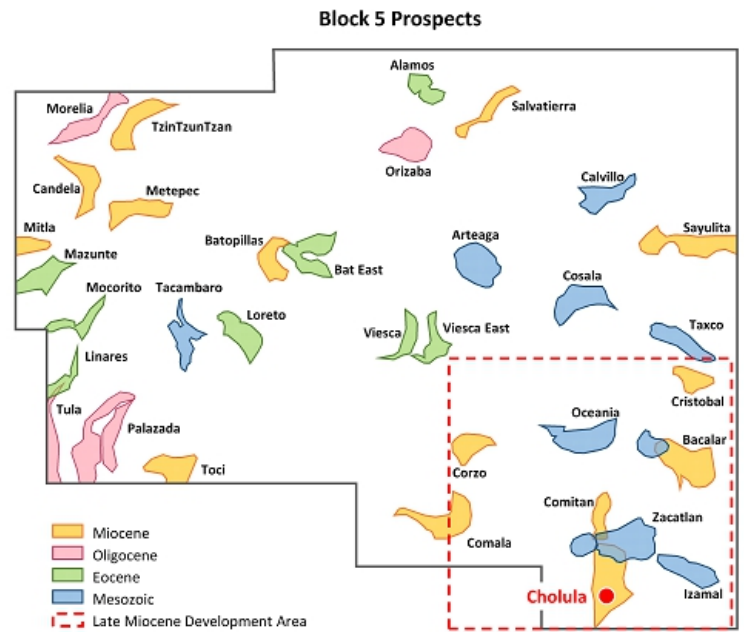 Block 5 Prospects
Alamos
Morelia
TzinTzunTzan
Salvatierra
Orizaba
Candela
Metepec
Calvillo
Mitla
Batopillas
Arteaga
Sayulita
Mazunte
Bat East
Cosala
Mocorito
Tacambaro
Loreto
Viesca
Viesca East
Taxco
Linares
Cristobal
Tula
Palazada
Oceania
Bacalar
Toci
Corzo
Comitan
Zacatlan
Comala
Izamal
Cholula
Miocene
Oligocene
Eocene
Mesozoic
Late Miocene Development Area